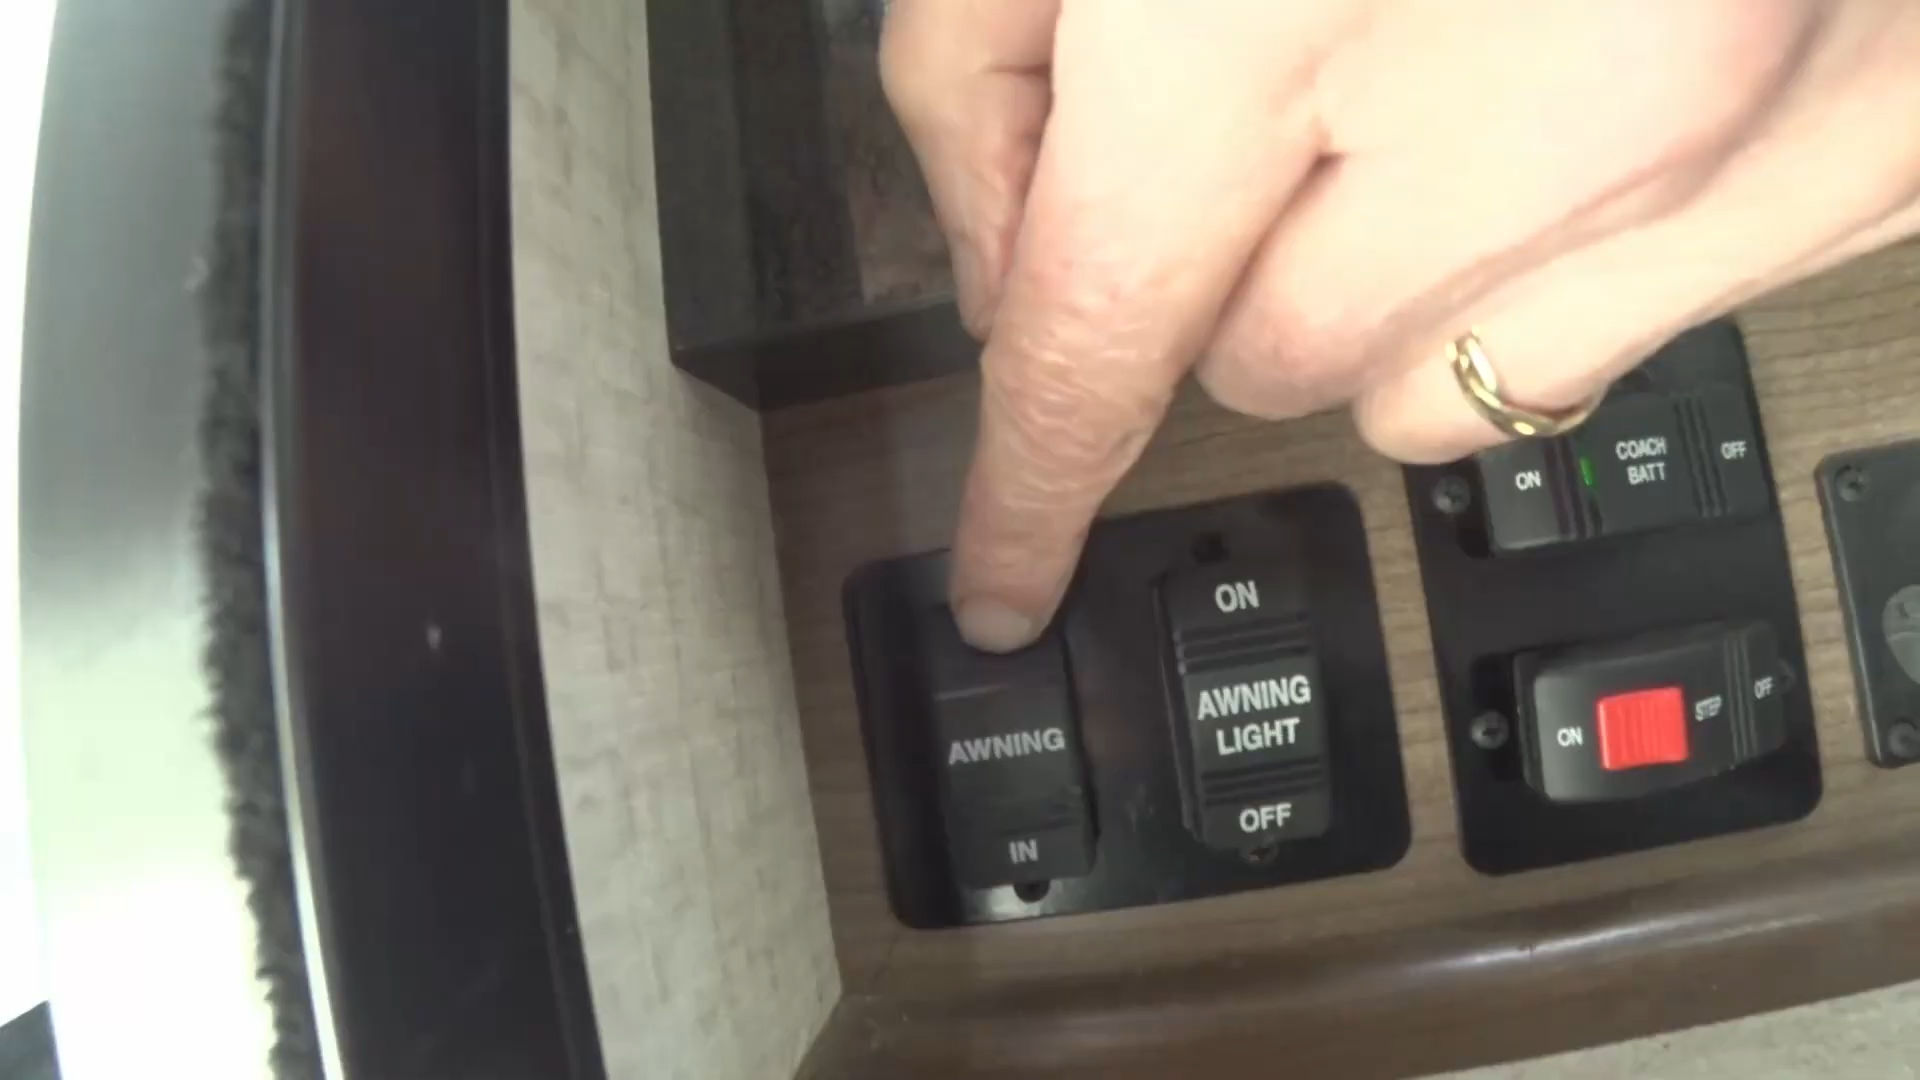 ON
COACH
BATT
OFF
ON
AWNING
LIGHT
OFF
AWNING
IN
ON
STEP
OFF